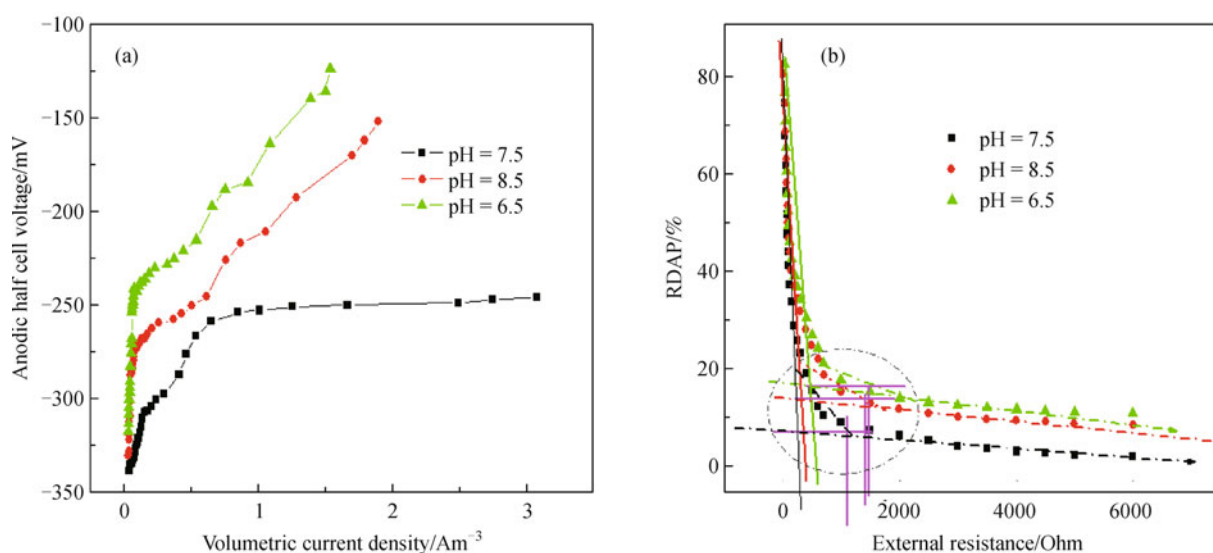 (a)
−100
−150
−200
−250
−300
−350
Anodic half cell voltage/mV
0
1
2
3
Volumetric current density/Am⁻³
pH = 7.5
pH = 8.5
pH = 6.5
(b)
80
60
40
20
0
RDAP/%
0
2000
4000
6000
External resistance/Ohm
pH = 7.5
pH = 8.5
pH = 6.5